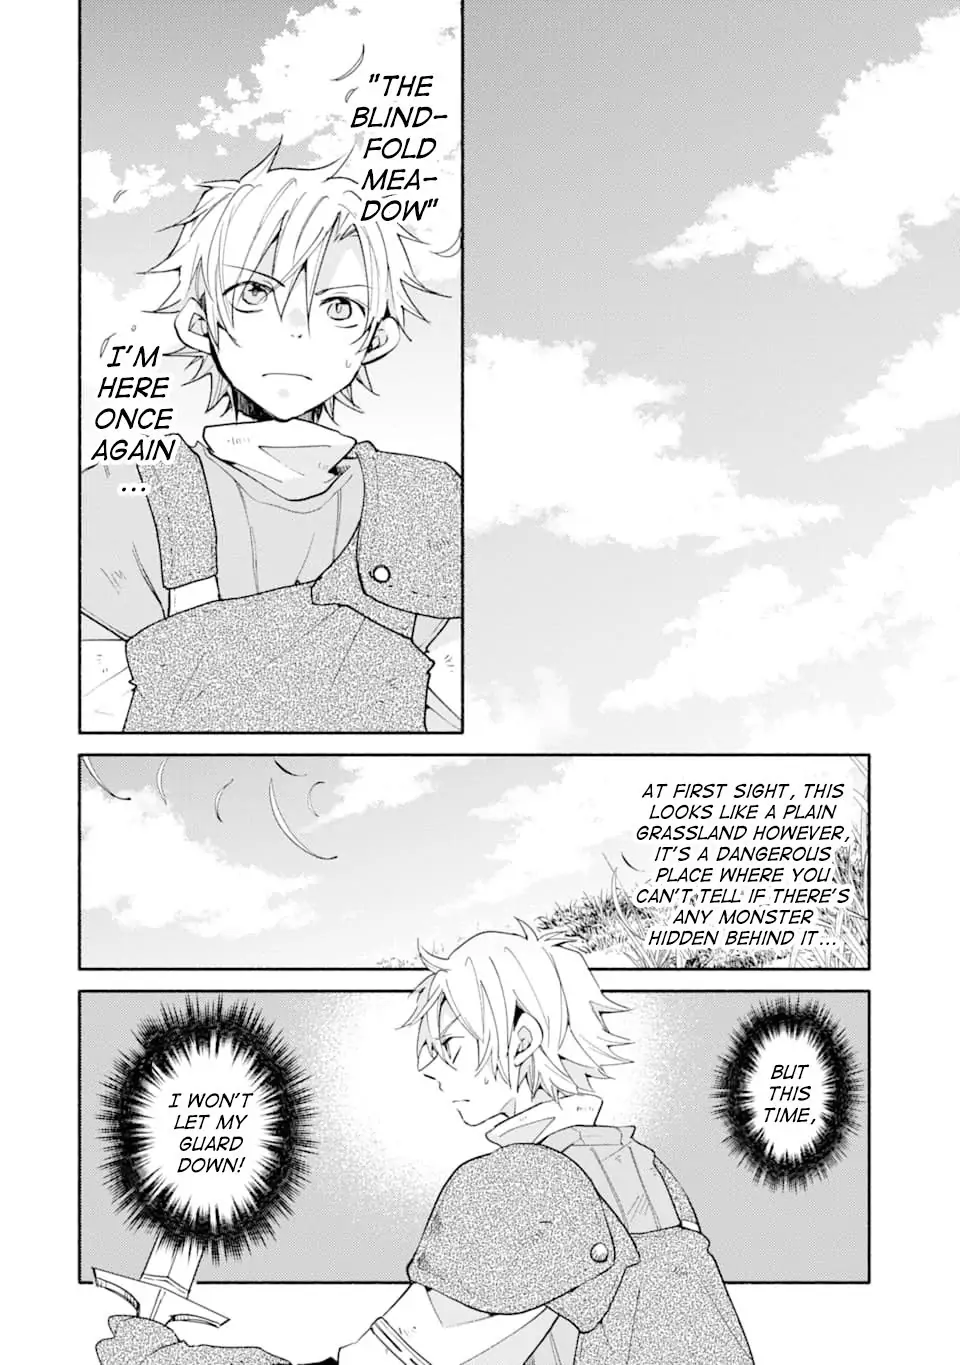 "THE
BLIND-
FOLD
MEA-
DOW"
I'M
HERE
ONCE
AGAIN
...
AT FIRST SIGHT, THIS
LOOKS LIKE A PLAIN
GRASSLAND HOWEVER,
IT'S A DANGEROUS
PLACE WHERE YOU
CAN'T TELL IF THERE'S
ANY MONSTER
HIDDEN BEHIND IT...
BUT
THIS
TIME,
I WON'T
LET MY
GUARD
DOWN!